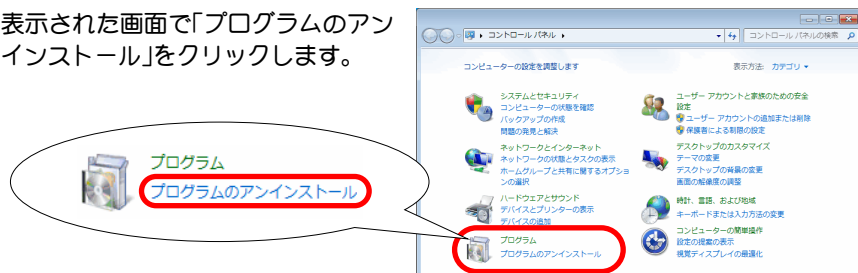 表示された画面で「プログラムのアン
インストール」をクリックします。
プログラム
プログラムのアンインストール
コントロール パネル
コントロール パネルの検索
コンピューターの設定を調整します
表示方法: カテゴリ
システムとセキュリティ
コンピューターの状態を確認
バックアップの作成
問題の発見と解決
ネットワークとインターネット
ネットワークの状態とタスクの表示
ホームグループと共有に関するオプショ
ンの選択
ハードウェアとサウンド
デバイスとプリンターの表示
デバイスの追加
プログラム
プログラムのアンインストール
ユーザー アカウントと家族のための安全
設定
ユーザー アカウントの追加または削除
保護者による制限の設定
デスクトップのカスタマイズ
テーマの変更
デスクトップの背景の変更
画面の解像度の調整
時計、言語、および地域
キーボードまたは入力方法の変更
コンピューターの簡単操作
設定の提案の表示
視覚ディスプレイの最適化